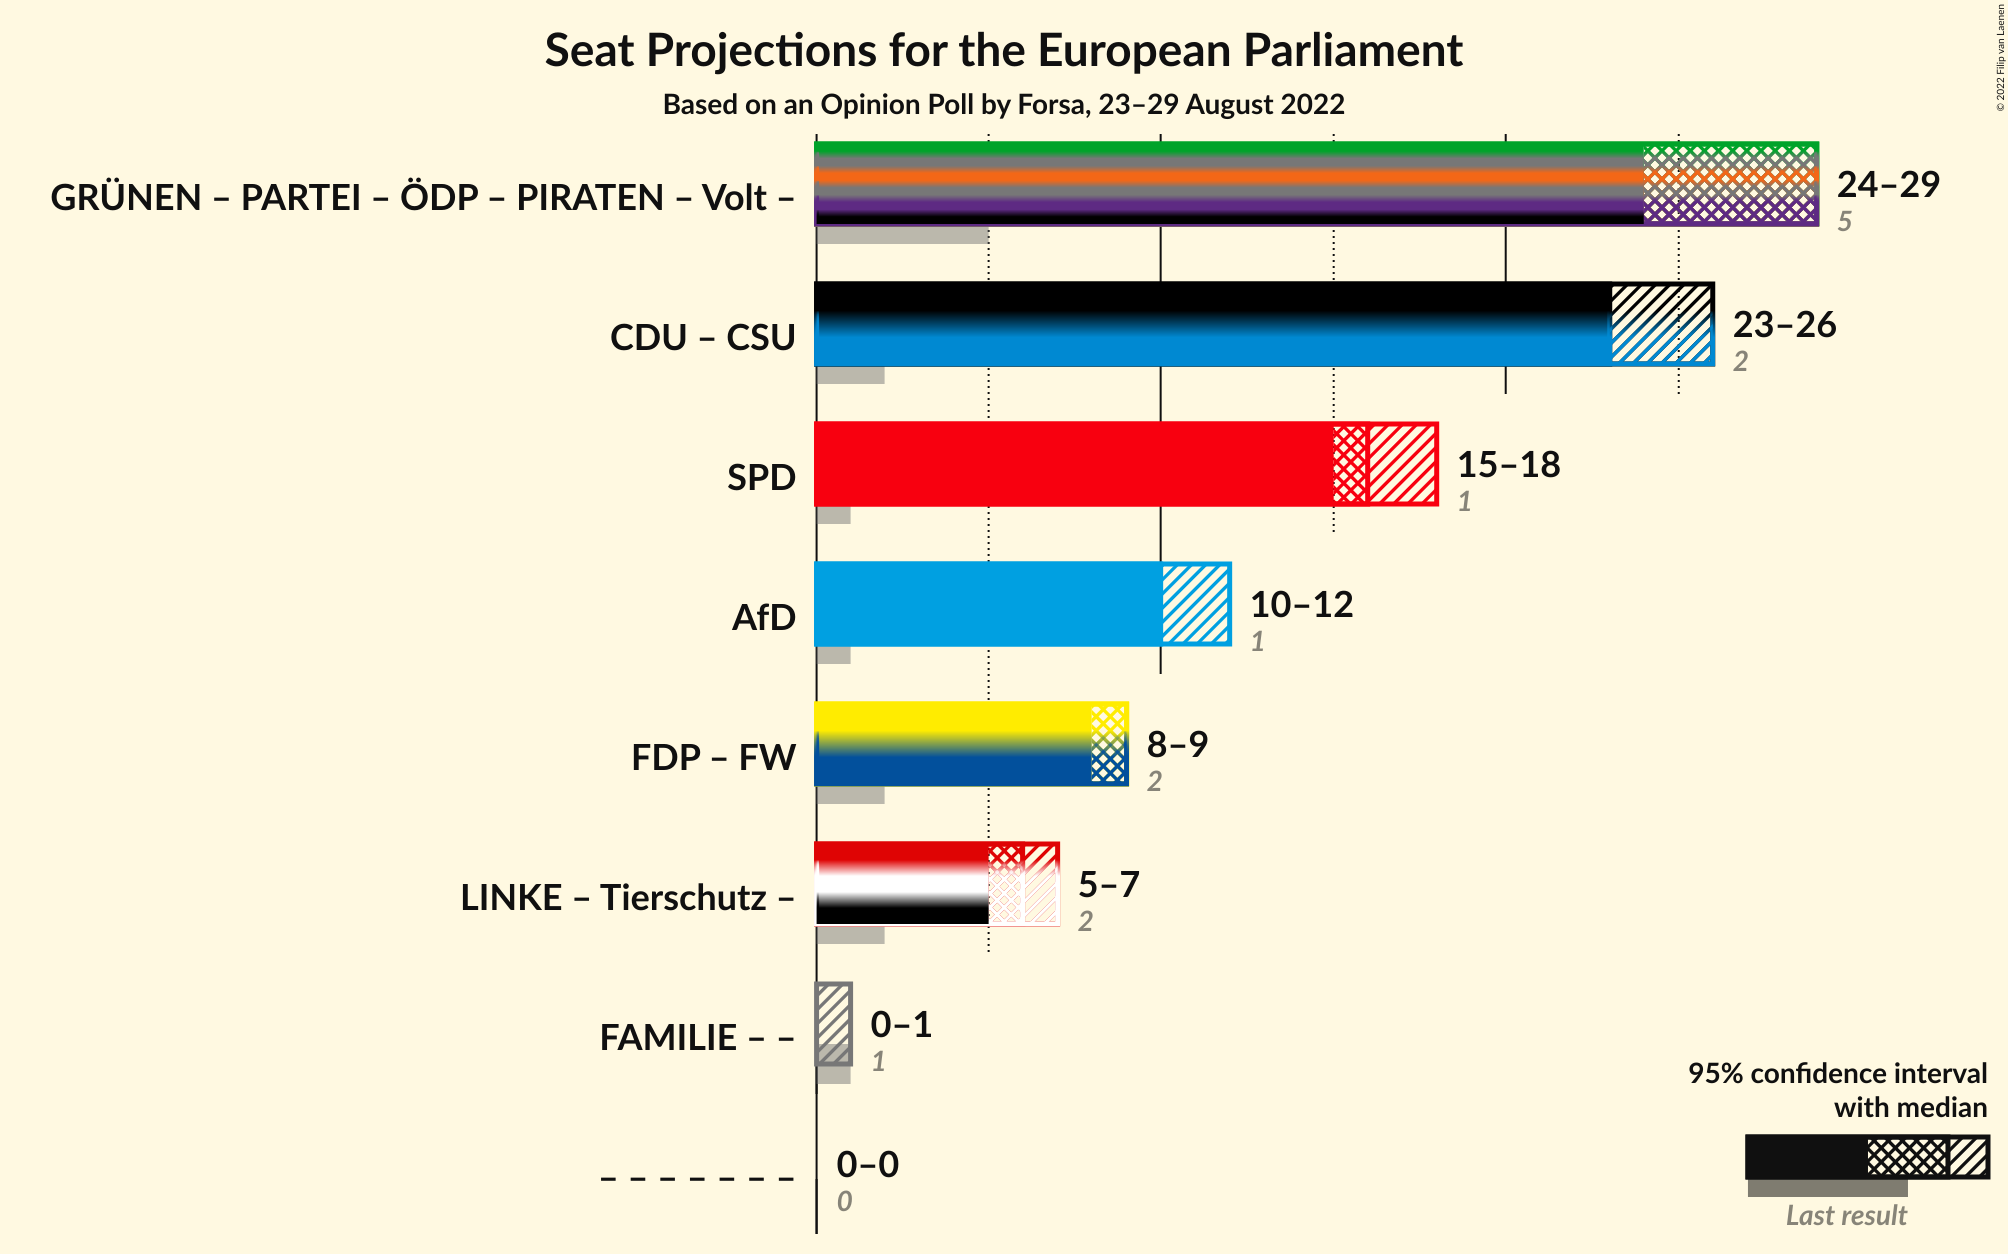 Seat Projections for the European Parliament
Based on an Opinion Poll by Forsa, 23–29 August 2022
© 2022 Filip van Laenen
GRÜNEN – PARTEI – ÖDP – PIRATEN – Volt –
24–29
5
CDU – CSU
23–26
2
SPD
15–18
1
AfD
10–12
1
FDP – FW
8–9
2
LINKE – Tierschutz –
5–7
2
FAMILIE – –
0–1
1
– – – – – – –
0–0
0
95% confidence interval
with median
Last result